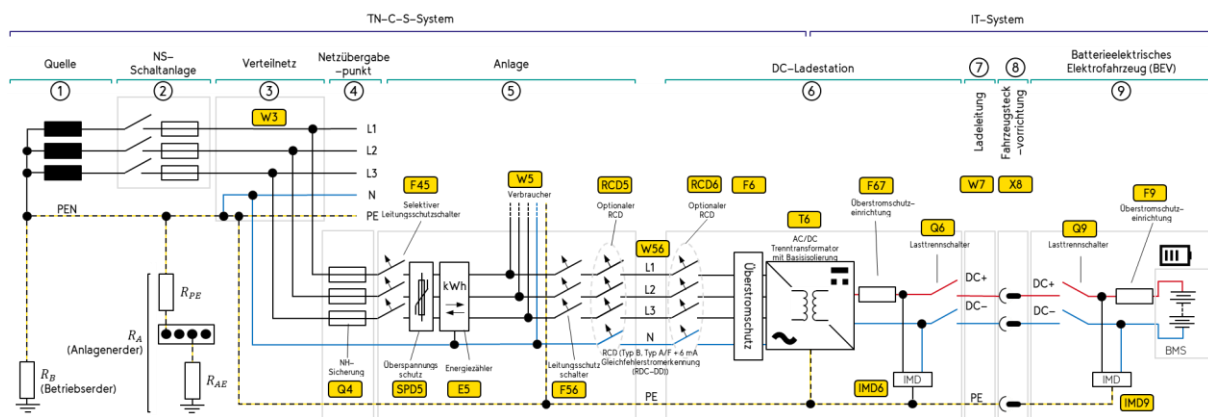 TN-C-S-System
IT-System
Quelle
1
NS-
Schaltanlage
2
Verteilnetz
3
Netzübergabe
-punkt
4
Anlage
5
DC-Ladestation
6
7
Ladeleitung
8
Fahrzeugsteck
-vorrichtung
Batterieelektrisches
Elektrofahrzeug (BEV)
9
W3
L1
L2
L3
N
PEN
PE
F45
Selektiver
Leitungsschutzschalter
W5
Verbraucher
RCD5
Optionaler
RCD
RCD6
Optionaler
RCD
F6
T6
AC/DC
Trenntransformator
mit Basisisolierung
F67
Überstromschutz-
einrichtung
Q6
Lasttrennschalter
W7
X8
Q9
Lasttrennschalter
F9
Überstromschutz-
einrichtung
W56
L1
L2
L3
N
Überstromschutz
kWh
DC+
DC-
DC+
DC-
BMS
R_PE
R_A
(Anlagenerder)
R_B
(Betriebserder)
R_AE
NH-
Sicherung
Q4
Überspannungs
schutz
SPD5
Energiezähler
E5
Leitungsschutz
schalter
F56
RCD (Typ B, Typ A/F + 6 mA
Gleichfehlerstromerkennung
(RDC-DD))
PE
IMD
IMD6
PE
IMD
IMD9